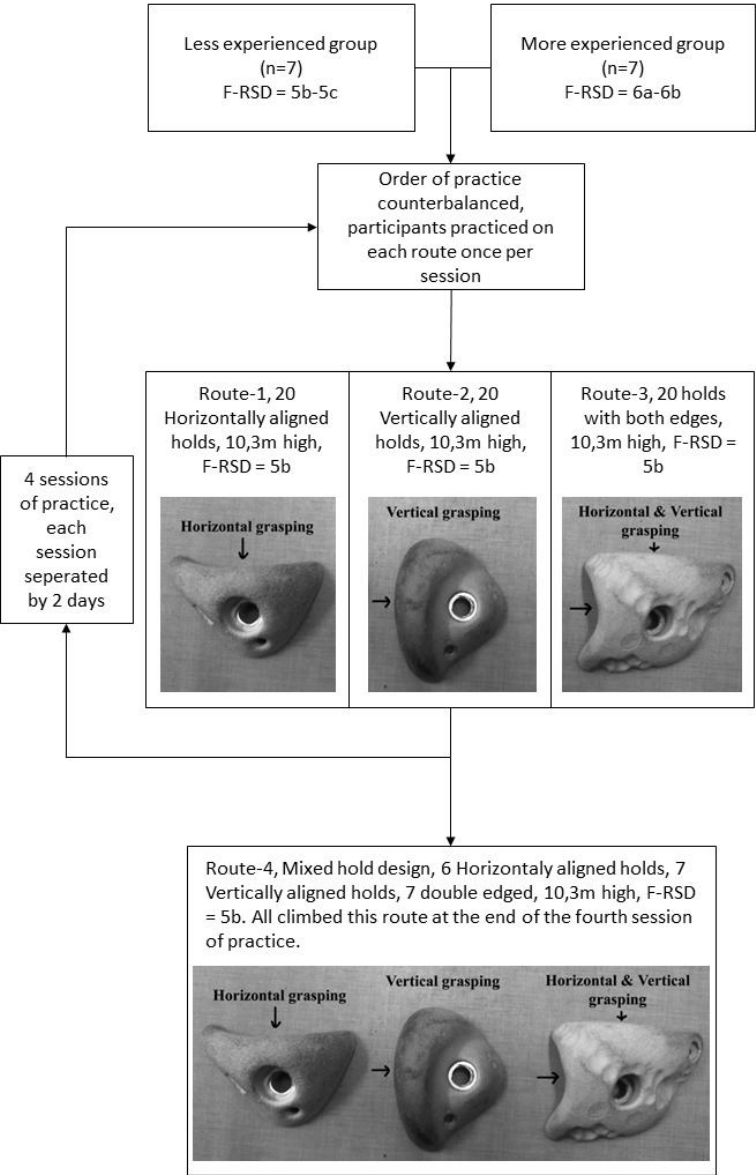 Less experienced group
(n=7)
F-RSD = 5b-5c
More experienced group
(n=7)
F-RSD = 6a-6b
Order of practice
counterbalanced,
participants practiced on
each route once per
session
4 sessions
of practice,
each
session
seperated
by 2 days
Route-1, 20
Horizontally aligned
holds, 10,3m high,
F-RSD = 5b
Horizontal grasping
Route-2, 20
Vertically aligned
holds, 10,3m high,
F-RSD = 5b
Vertical grasping
Route-3, 20 holds
with both edges,
10,3m high, F-RSD =
5b
Horizontal & Vertical
grasping
Route-4, Mixed hold design, 6 Horizontaly aligned holds, 7
Vertically aligned holds, 7 double edged, 10,3m high, F-RSD
= 5b. All climbed this route at the end of the fourth session
of practice.
Horizontal grasping
Vertical grasping
Horizontal & Vertical
grasping